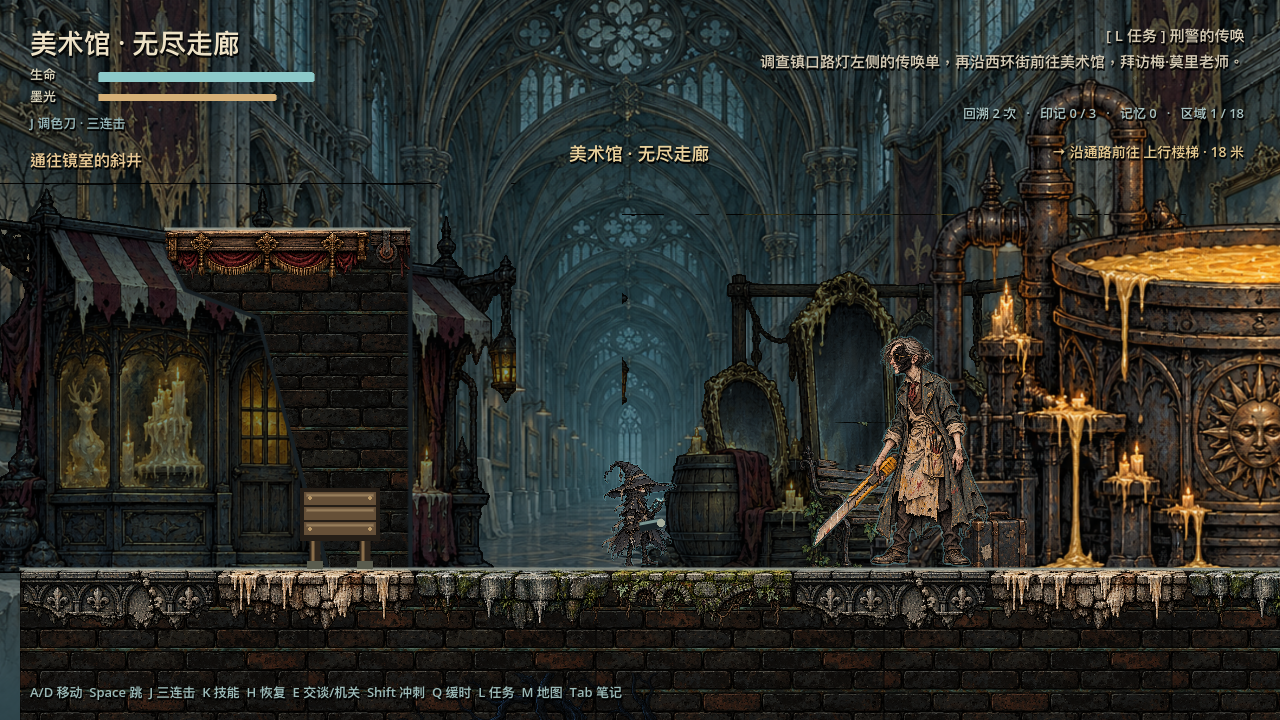 美术馆 · 无尽走廊
生命
墨光
J 调色刀 · 三连击
通往镜室的斜井
[ L 任务 ] 刑警的传唤
调查镇口路灯左侧的传唤单，再沿西环街前往美术馆，拜访梅·莫里老师。
回溯 2 次 · 印记 0 / 3 · 记忆 0 · 区域 1 / 18
→ 沿通路前往 上行楼梯 · 18 米
美术馆 · 无尽走廊
A/D 移动 Space 跳 J 三连击 K 技能 H 恢复 E 交谈/机关 Shift 冲刺 Q 缓时 L 任务 M 地图 Tab 笔记